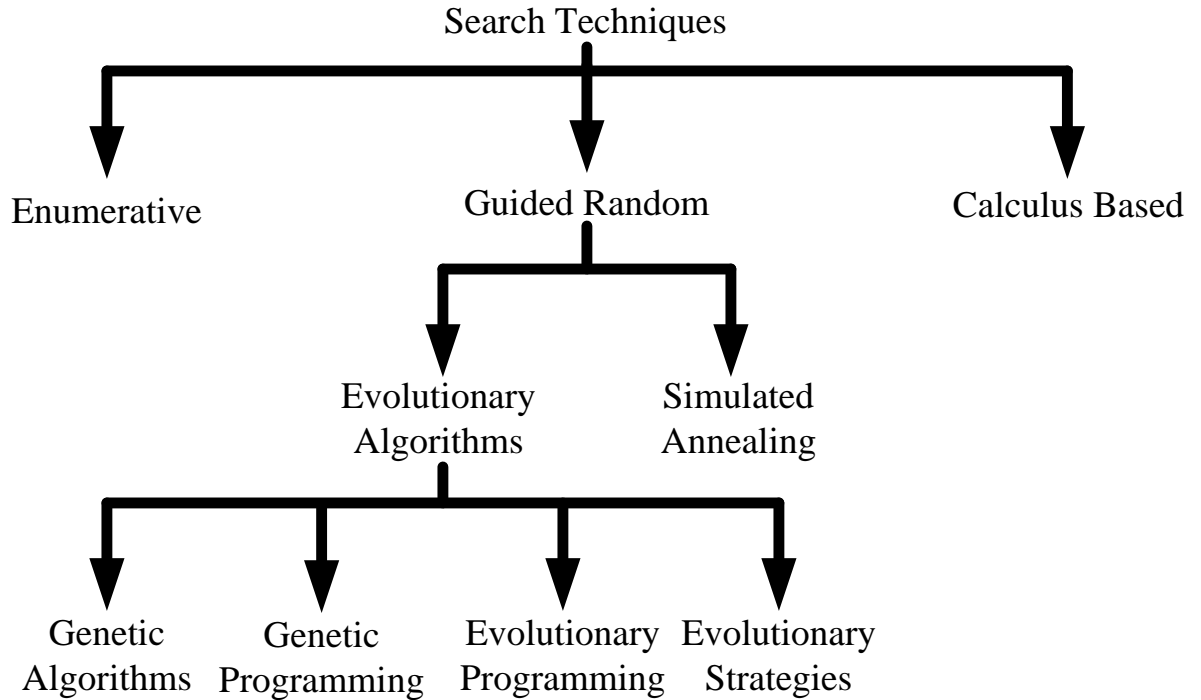 Search Techniques
Enumerative
Guided Random
Calculus Based
Evolutionary
Algorithms
Simulated
Annealing
Genetic
Algorithms
Genetic
Programming
Evolutionary
Programming
Evolutionary
Strategies